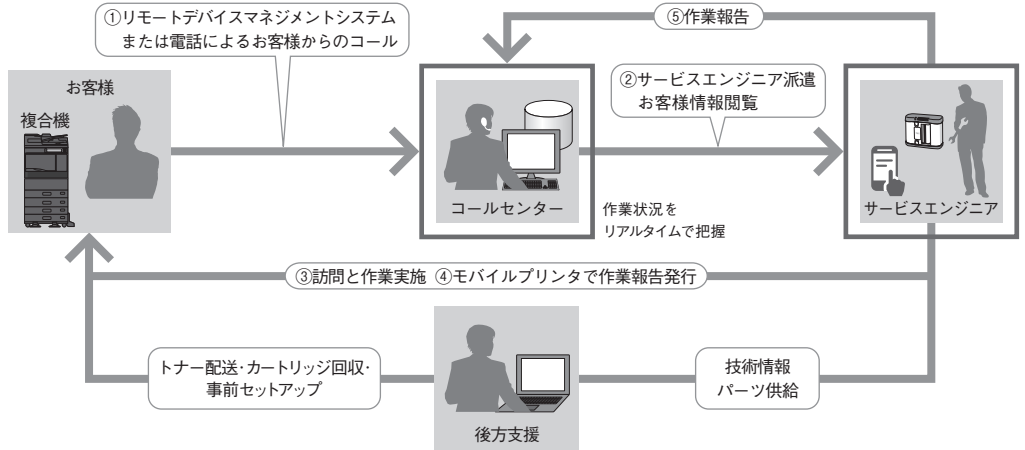 ①リモートデバイスマネジメントシステム
または電話によるお客様からのコール
⑤作業報告
②サービスエンジニア派遣
お客様情報閲覧
お客様
複合機
コールセンター
作業状況を
リアルタイムで把握
サービスエンジニア
③訪問と作業実施 ④モバイルプリンタで作業報告発行
トナー配送・カートリッジ回収・
事前セットアップ
技術情報
パーツ供給
後方支援